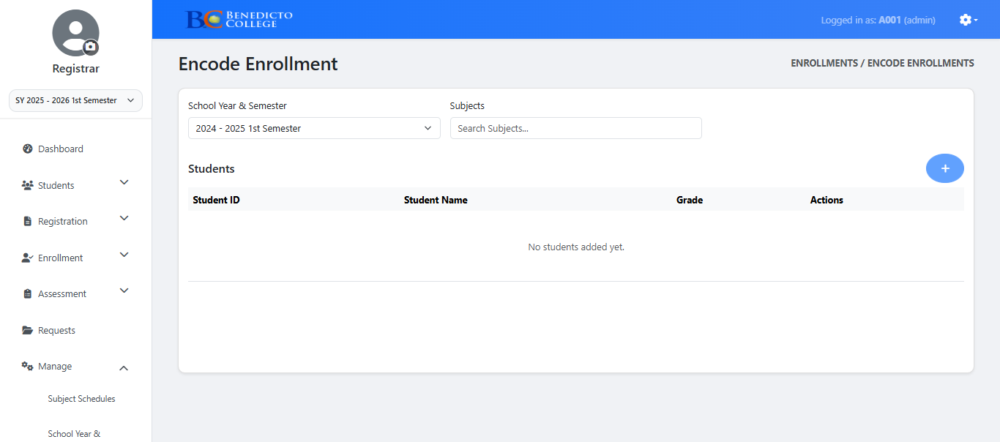 BC BENEDICTO
COLLEGE
Logged in as: A001 (admin)
Registrar
SY 2025 - 2026 1st Semester
Dashboard
Students
Registration
Enrollment
Assessment
Requests
Manage
Subject Schedules
School Year &
Encode Enrollment
ENROLLMENTS / ENCODE ENROLLMENTS
School Year & Semester
Subjects
2024 - 2025 1st Semester
Search Subjects...
Students
+
Student ID Student Name Grade Actions
No students added yet.